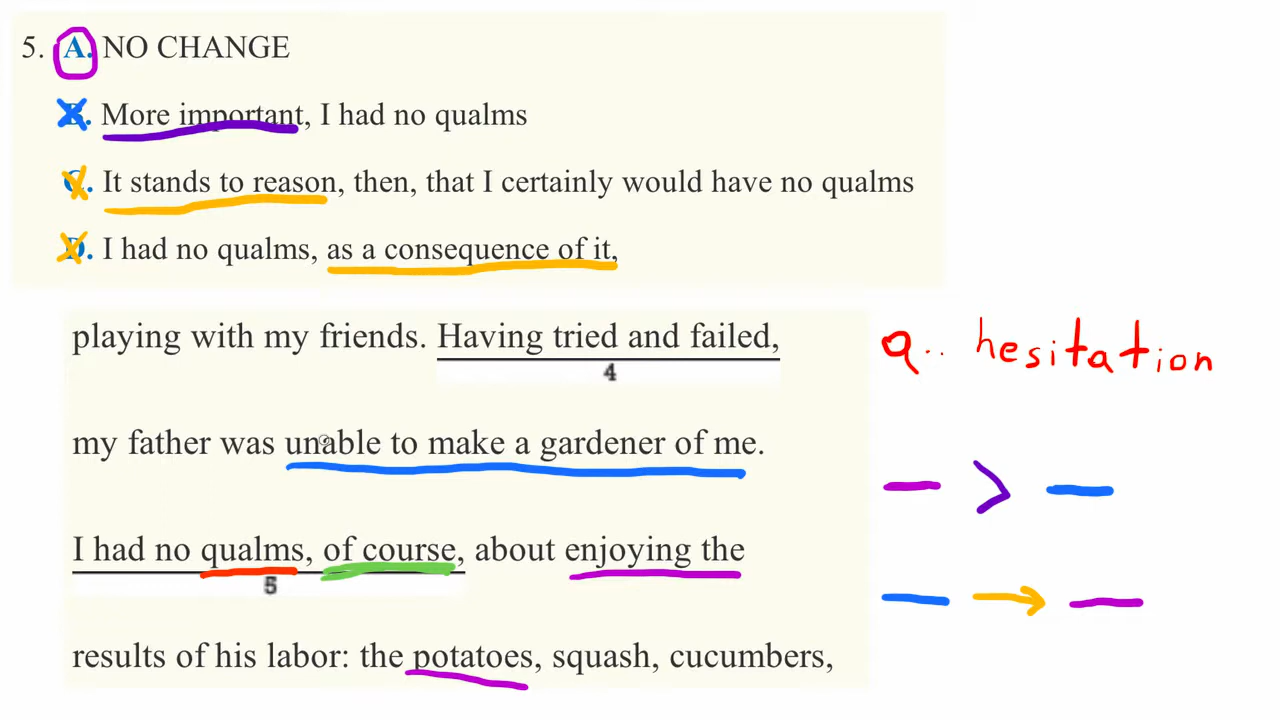 5. A. NO CHANGE
B. More important, I had no qualms
C. It stands to reason, then, that I certainly would have no qualms
D. I had no qualms, as a consequence of it,
playing with my friends. Having tried and failed,
4
q.. hesitation
my father was unable to make a gardener of me.
I had no qualms, of course, about enjoying the
5
results of his labor: the potatoes, squash, cucumbers,